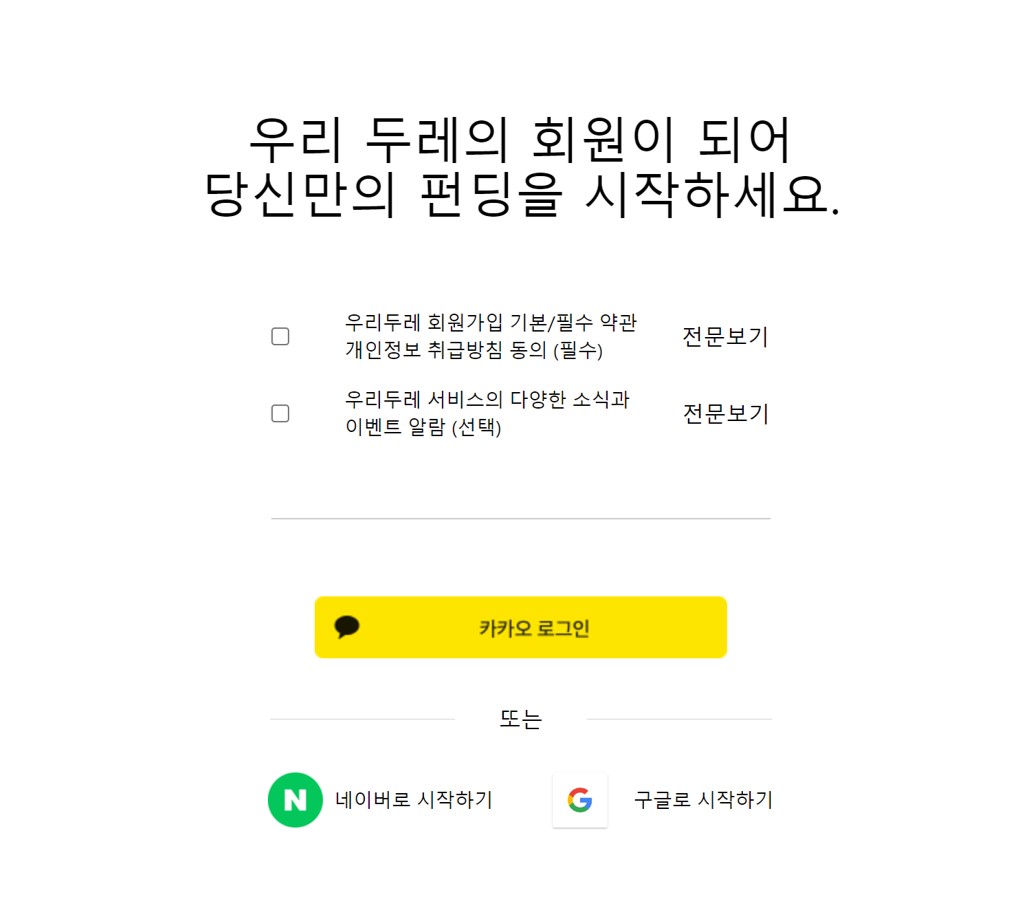 우리 두레의 회원이 되어
당신만의 펀딩을 시작하세요.
우리두레 회원가입 기본/필수 약관
개인정보 취급방침 동의 (필수)
전문보기
우리두레 서비스의 다양한 소식과
이벤트 알람 (선택)
전문보기
카카오 로그인
또는
N 네이버로 시작하기
G 구글로 시작하기